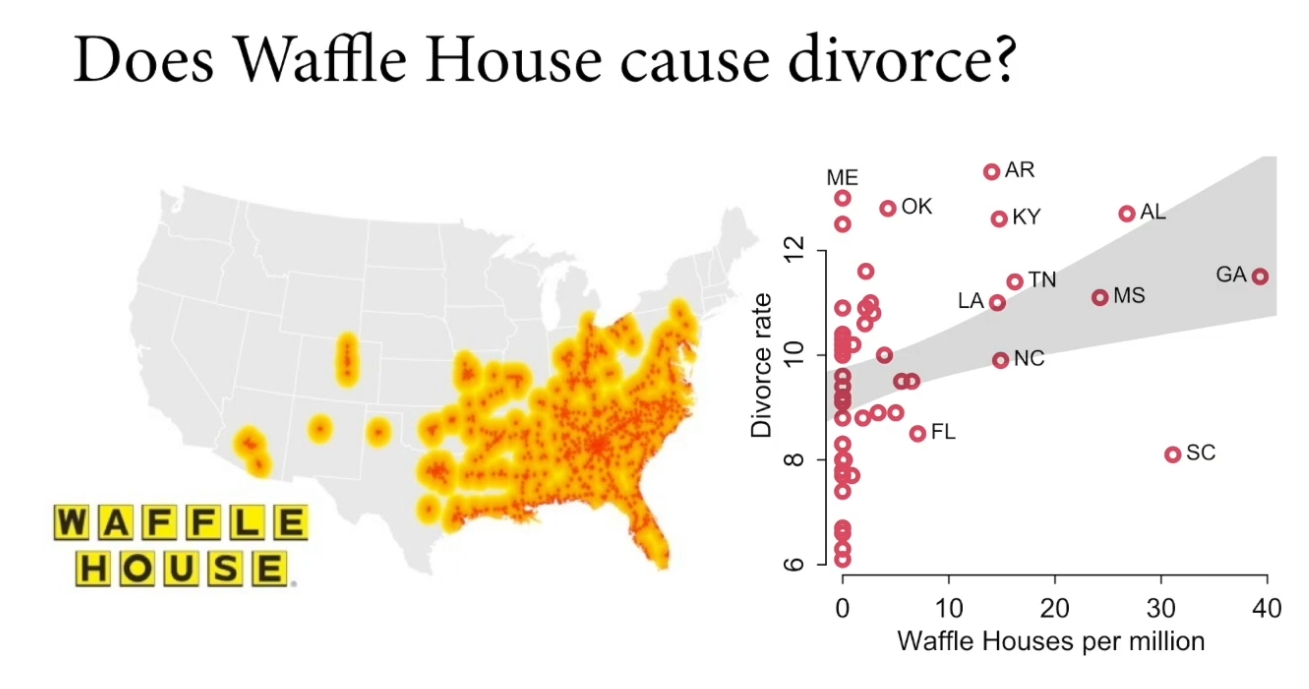 Does Waffle House cause divorce?
WAFFLE
HOUSE®
ME
AR
OK
KY
AL
TN
GA
LA
MS
NC
FL
SC
Divorce rate
12
10
8
6
0 10 20 30 40
Waffle Houses per million